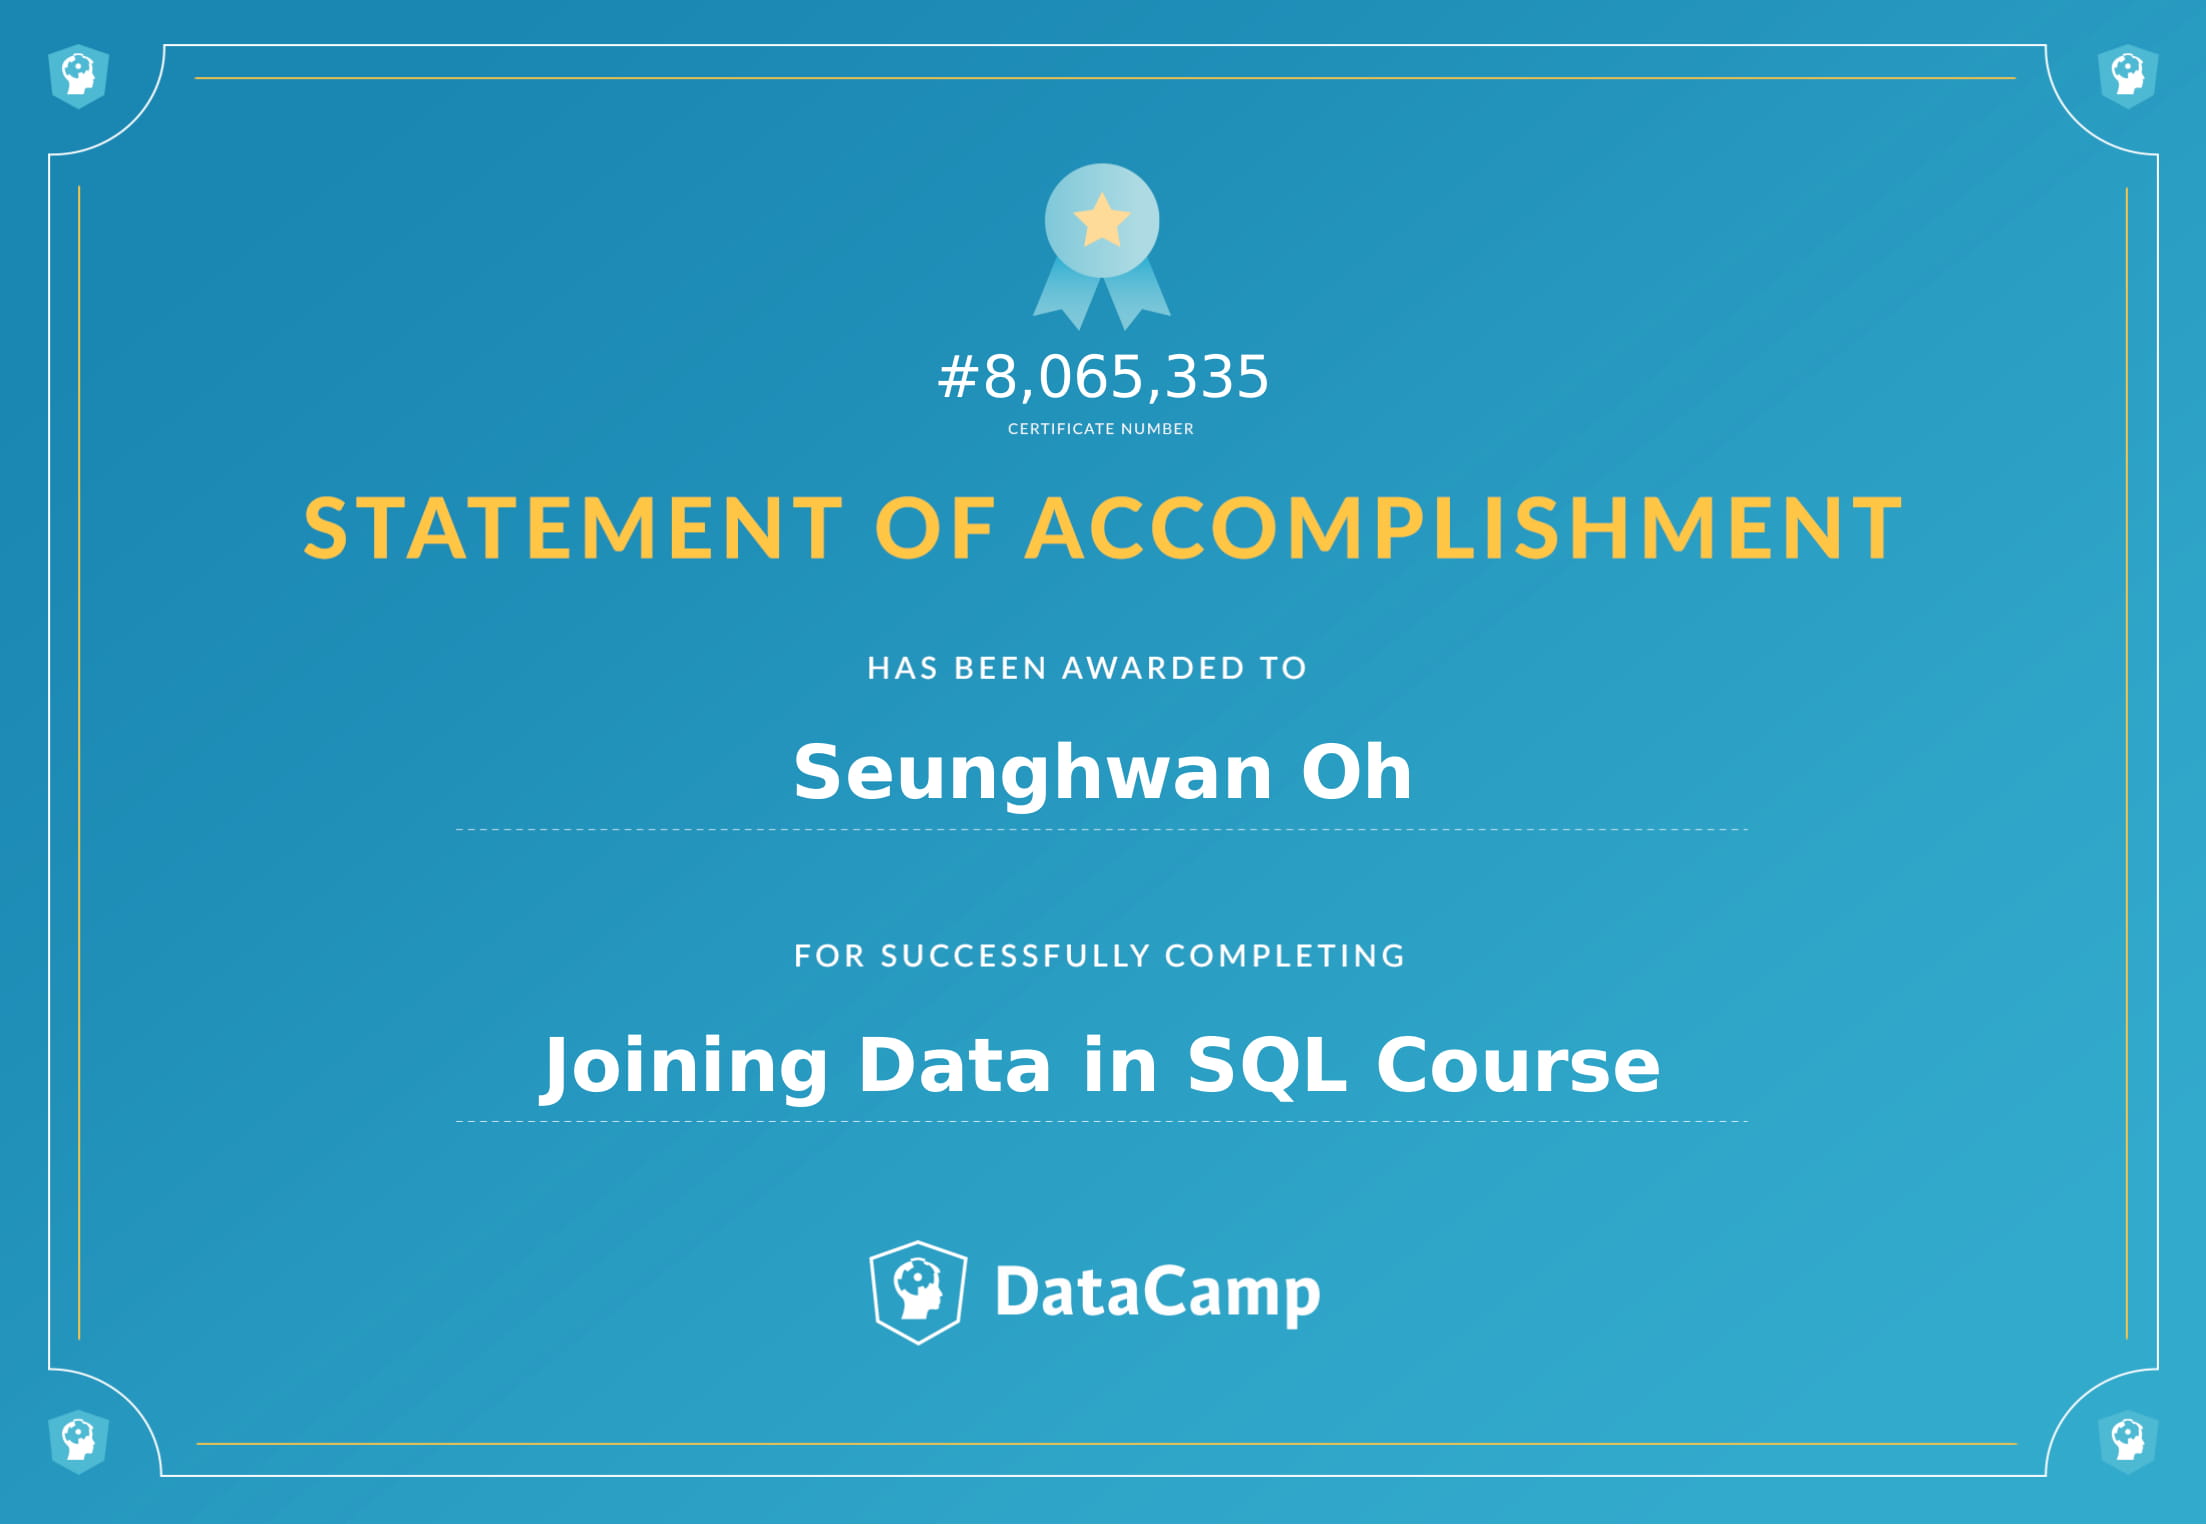 #8,065,335
CERTIFICATE NUMBER
STATEMENT OF ACCOMPLISHMENT
HAS BEEN AWARDED TO
Seunghwan Oh
FOR SUCCESSFULLY COMPLETING
Joining Data in SQL Course
DataCamp